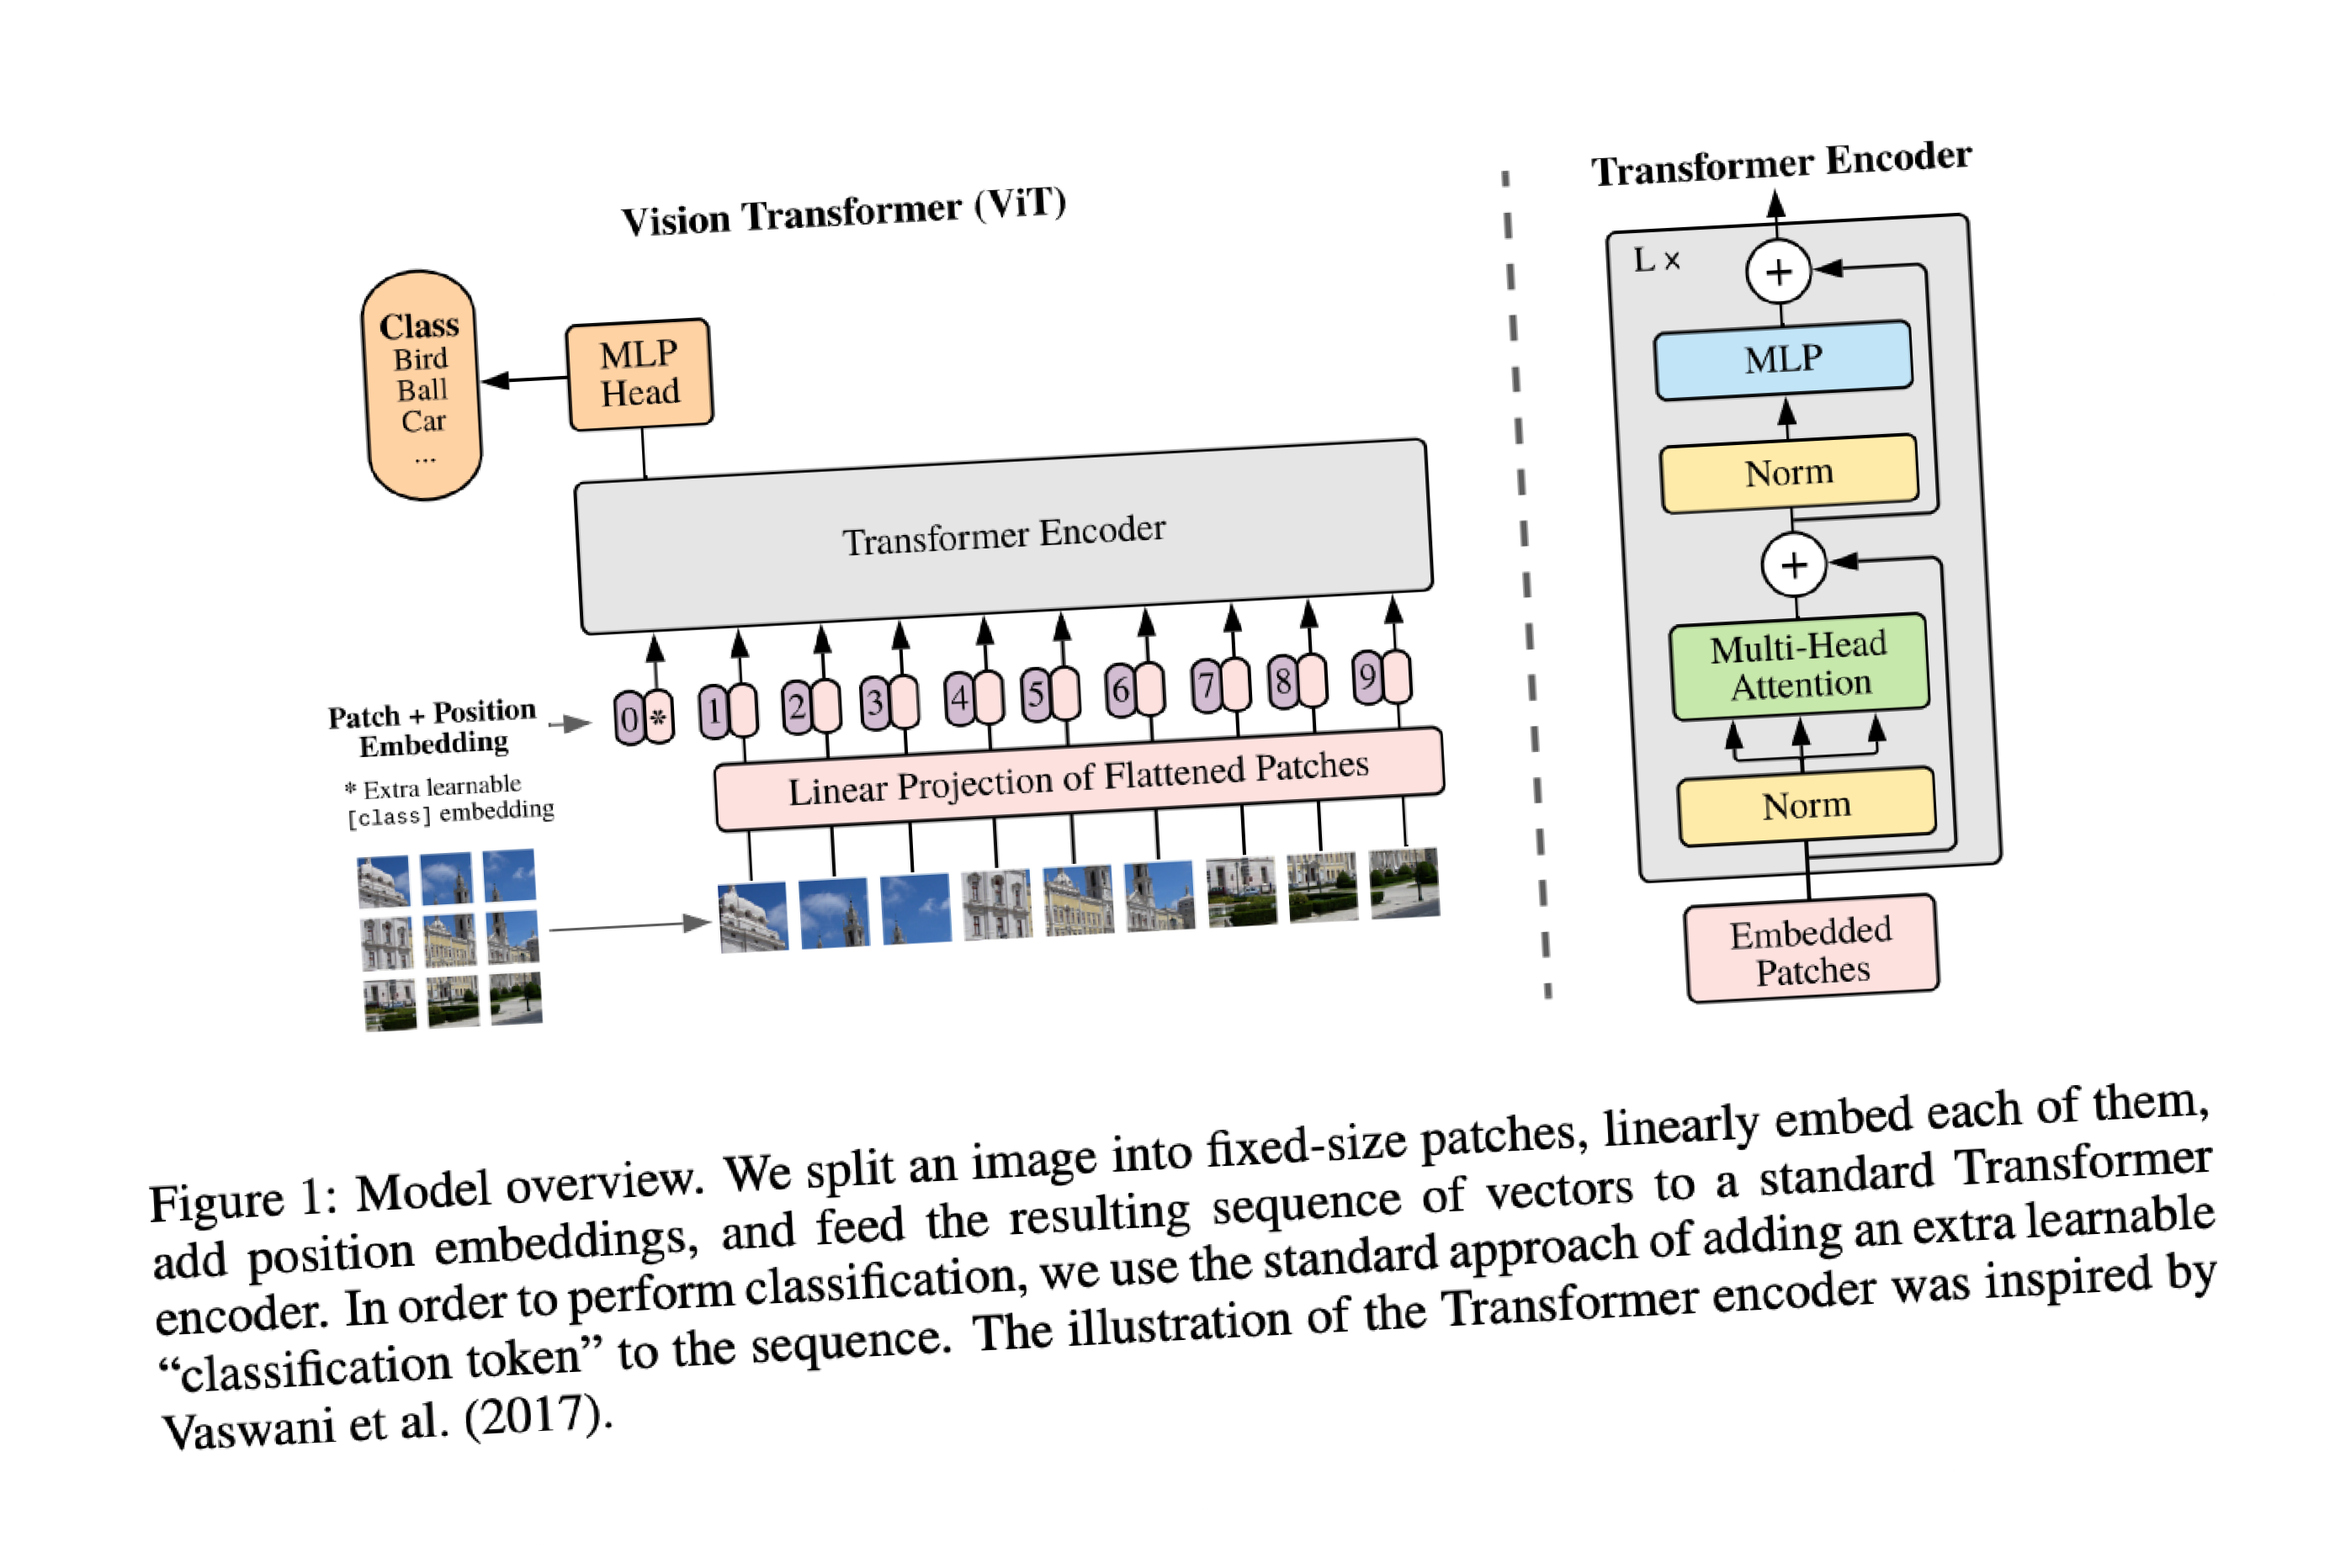 Vision Transformer (ViT)
Class
Bird
Ball
Car
...
MLP
Head
Transformer Encoder
Patch + Position
Embedding
* Extra learnable
[class] embedding
0 * 1 2 3 4 5 6 7 8 9
Linear Projection of Flattened Patches
Transformer Encoder
L ×
+
MLP
Norm
+
Multi-Head
Attention
Norm
Embedded
Patches
Figure 1: Model overview. We split an image into fixed-size patches, linearly embed each of them,
add position embeddings, and feed the resulting sequence of vectors to a standard Transformer
encoder. In order to perform classification, we use the standard approach of adding an extra learnable
“classification token” to the sequence. The illustration of the Transformer encoder was inspired by
Vaswani et al. (2017).